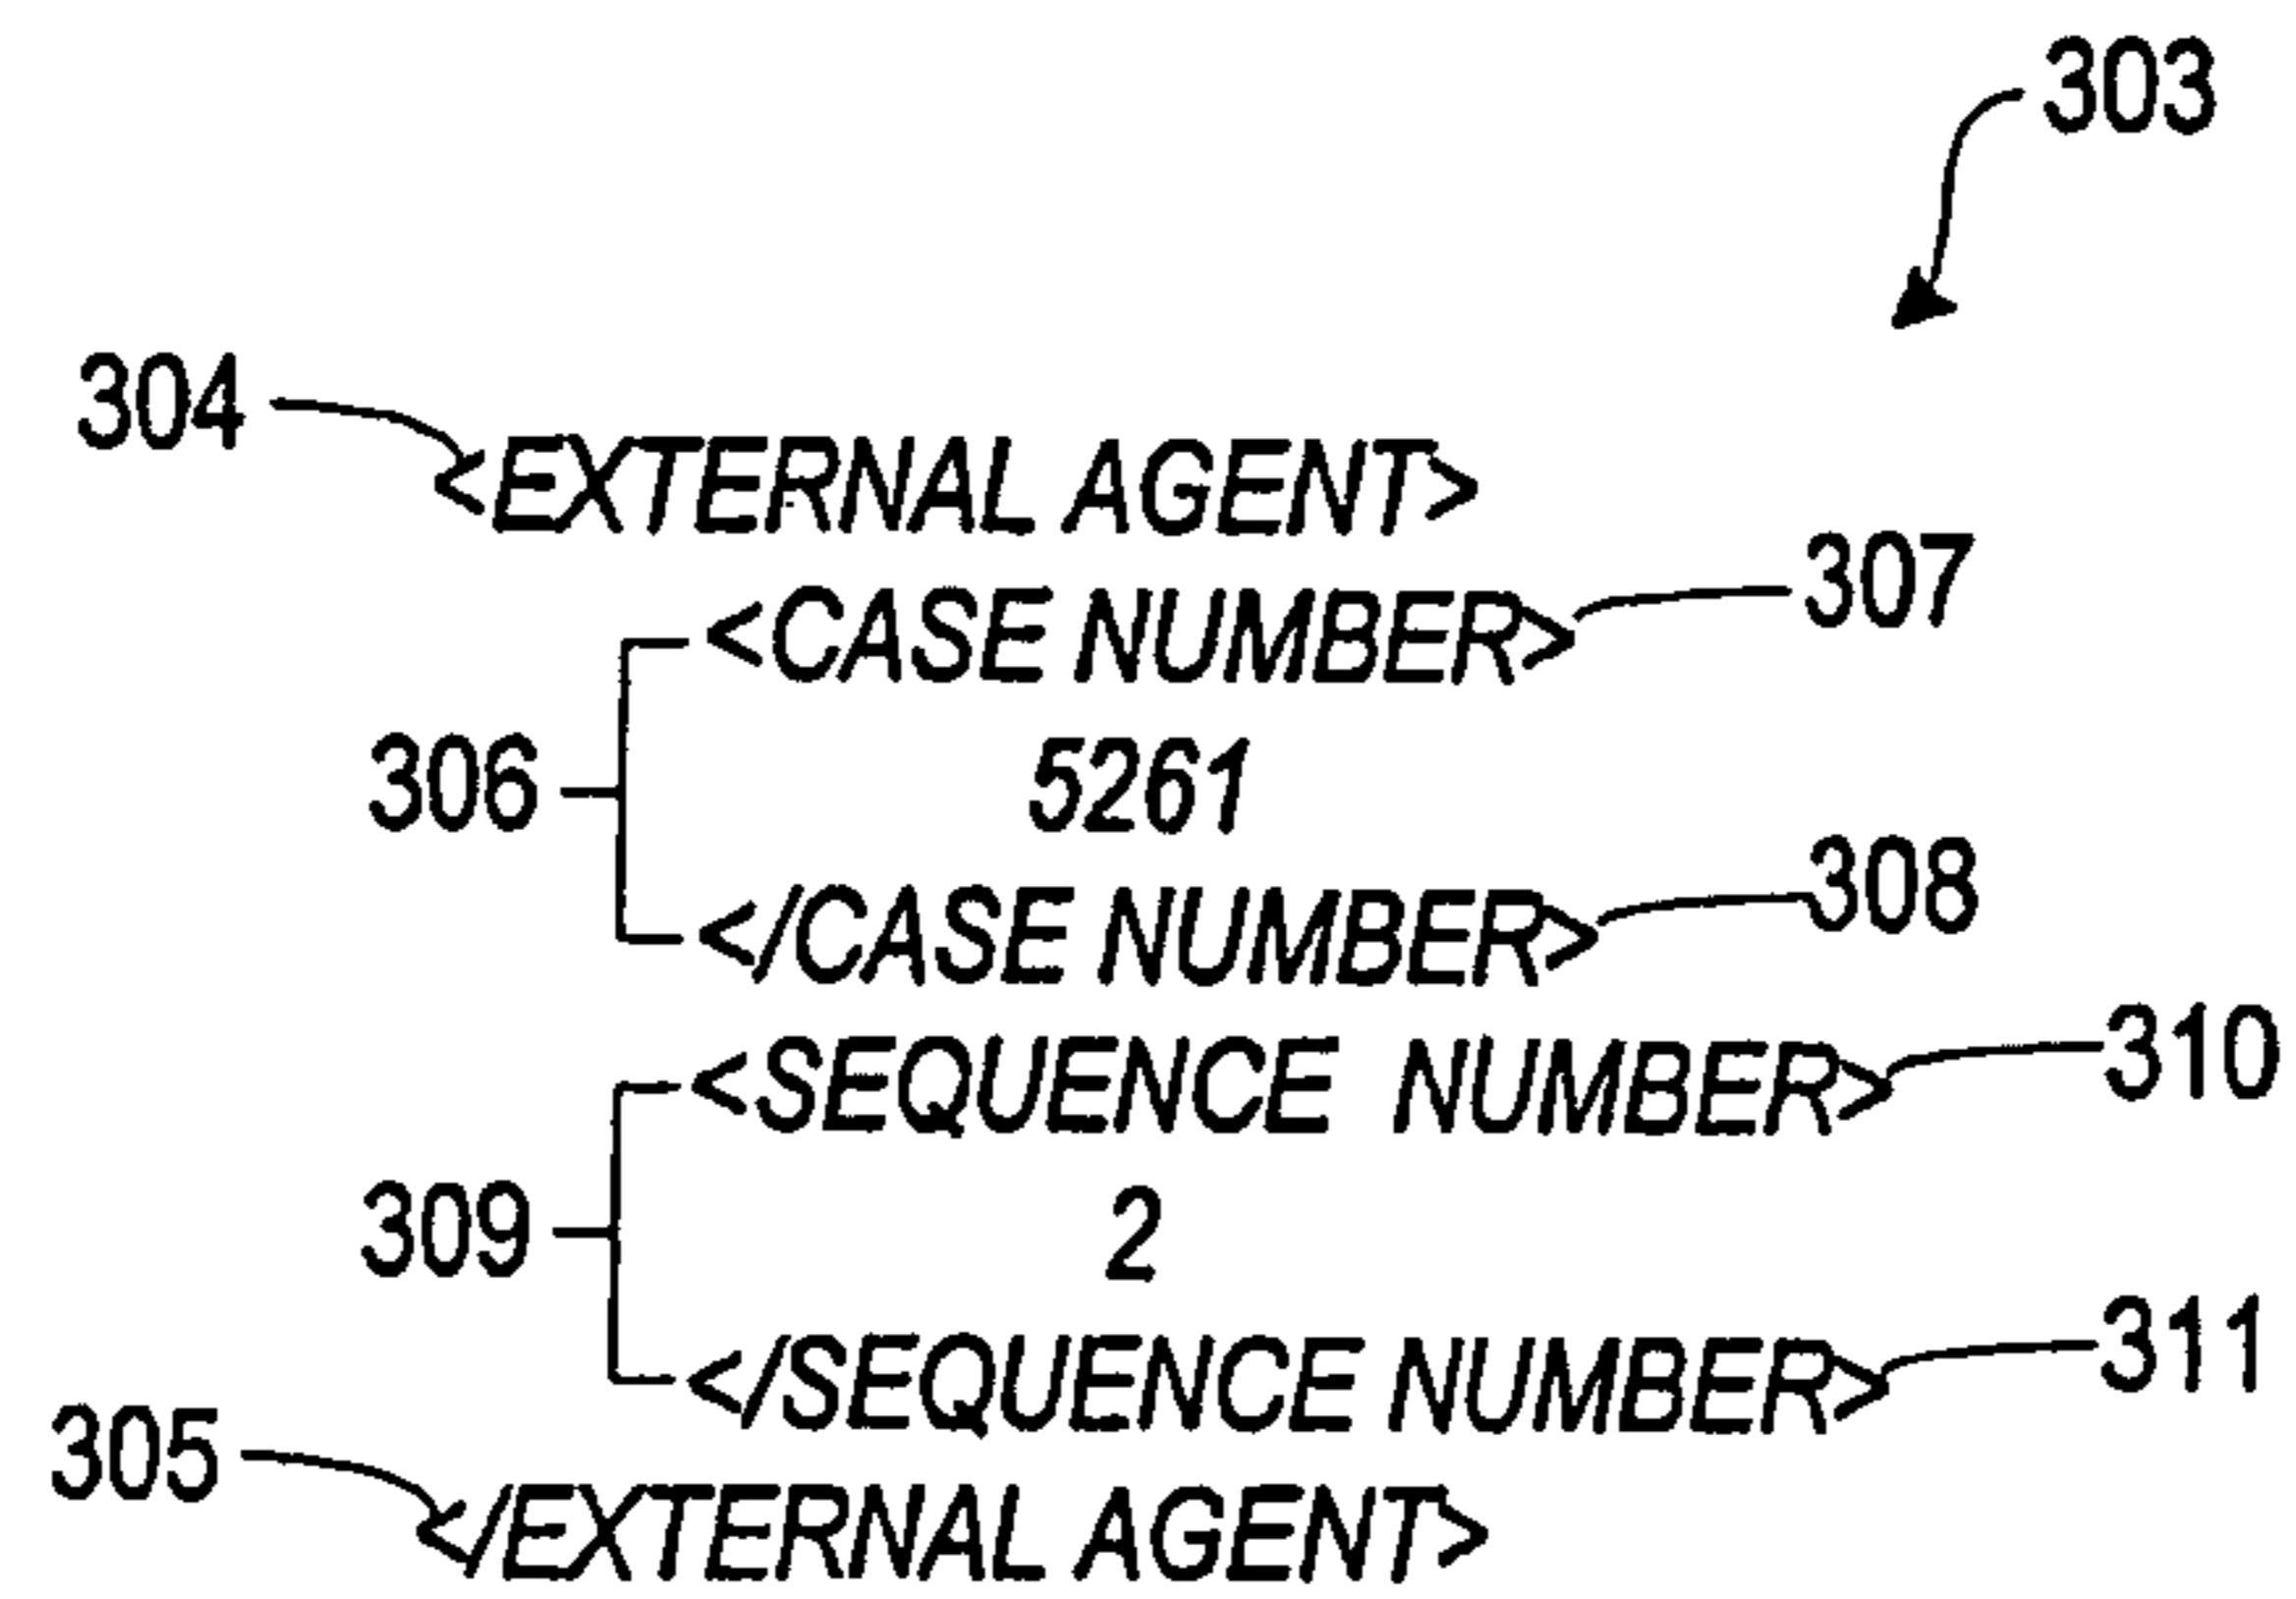 303
304
<EXTERNAL AGENT>
<CASE NUMBER> 307
306 5261
</CASE NUMBER> 308
<SEQUENCE NUMBER> 310
309 2
</SEQUENCE NUMBER> 311
305
</EXTERNAL AGENT>